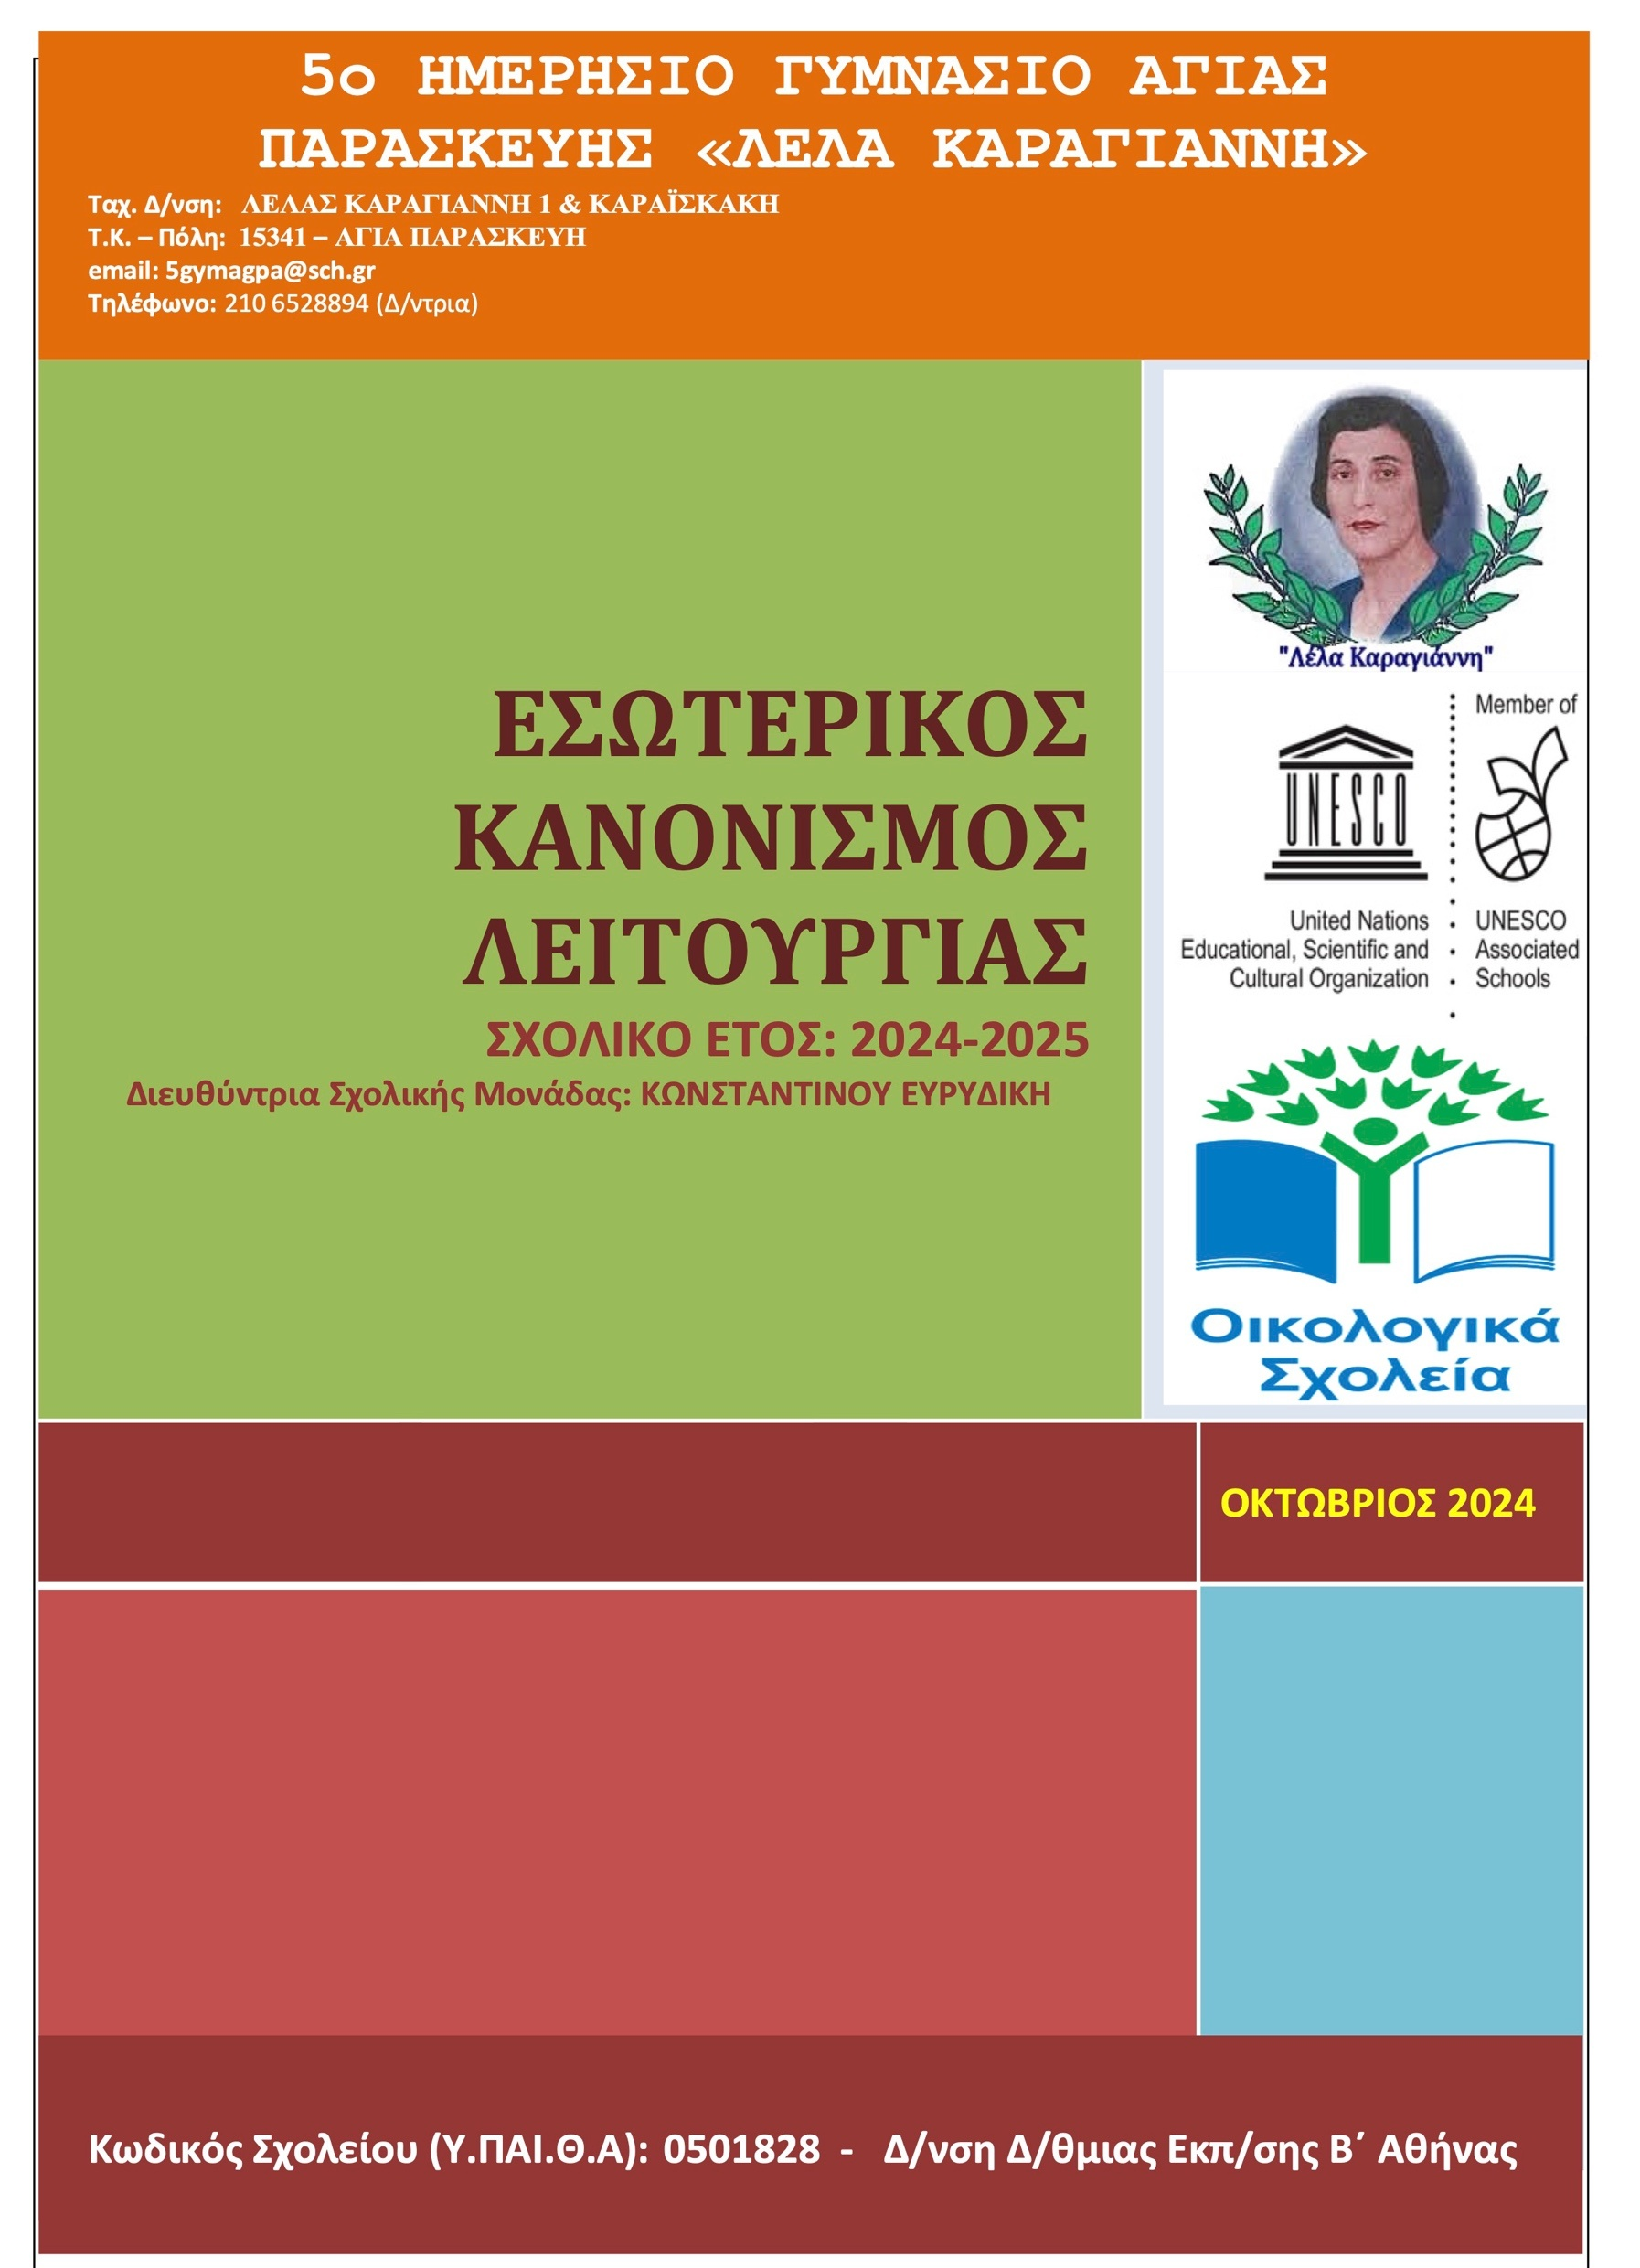 5ο ΗΜΕΡΗΣΙΟ ΓΥΜΝΑΣΙΟ ΑΓΙΑΣ
ΠΑΡΑΣΚΕΥΗΣ «ΛΕΛΑ ΚΑΡΑΓΙΑΝΝΗ»
Ταχ. Δ/νση: ΛΕΛΑΣ ΚΑΡΑΓΙΑΝΝΗ 1 & ΚΑΡΑΪΣΚΑΚΗ
Τ.Κ. – Πόλη: 15341 – ΑΓΙΑ ΠΑΡΑΣΚΕΥΗ
email: 5gymagpa@sch.gr
Τηλέφωνο: 210 6528894 (Δ/ντρια)
"Λέλα Καραγιάννη"
ΕΣΩΤΕΡΙΚΟΣ
ΚΑΝΟΝΙΣΜΟΣ
ΛΕΙΤΟΥΡΓΙΑΣ
ΣΧΟΛΙΚΟ ΕΤΟΣ: 2024-2025
Διευθύντρια Σχολικής Μονάδας: ΚΩΝΣΤΑΝΤΙΝΟΥ ΕΥΡΥΔΙΚΗ
UNESCO
United Nations
Educational, Scientific and
Cultural Organization
Member of
UNESCO
Associated
Schools
Οικολογικά
Σχολεία
ΟΚΤΩΒΡΙΟΣ 2024
Κωδικός Σχολείου (Υ.ΠΑΙ.Θ.Α): 0501828 - Δ/νση Δ/θμιας Εκπ/σης Β΄ Αθήνας